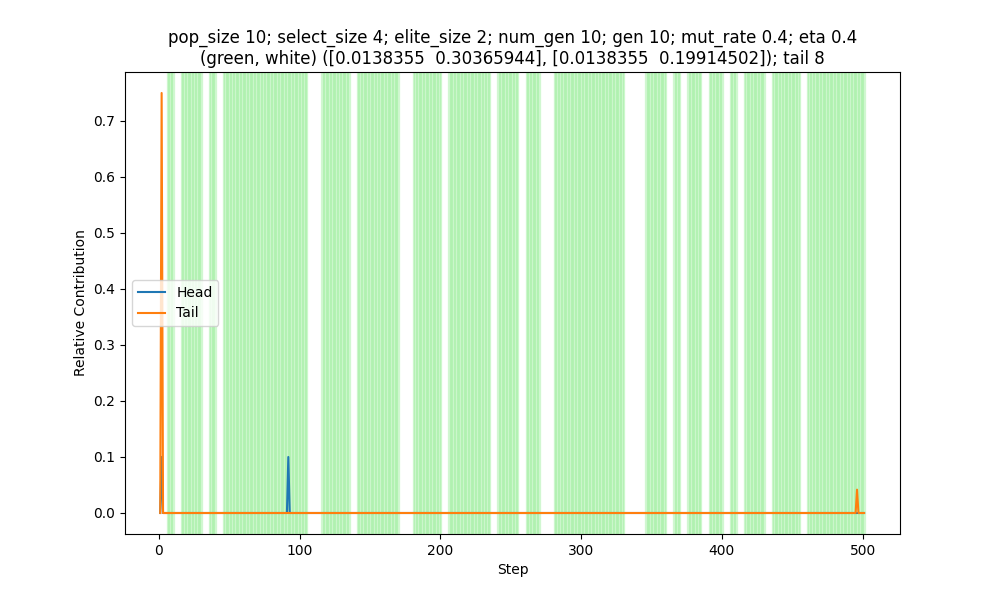 pop_size 10; select_size 4; elite_size 2; num_gen 10; gen 10; mut_rate 0.4; eta 0.4
(green, white) ([0.0138355  0.30365944], [0.0138355  0.19914502]); tail 8
0.7
0.6
0.5
0.4
0.3
0.2
0.1
0.0
Relative Contribution
Head
Tail
0
100
200
300
400
500
Step